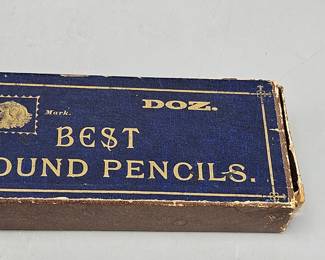 Mark.
DOZ.
BEST
OUND PENCILS.